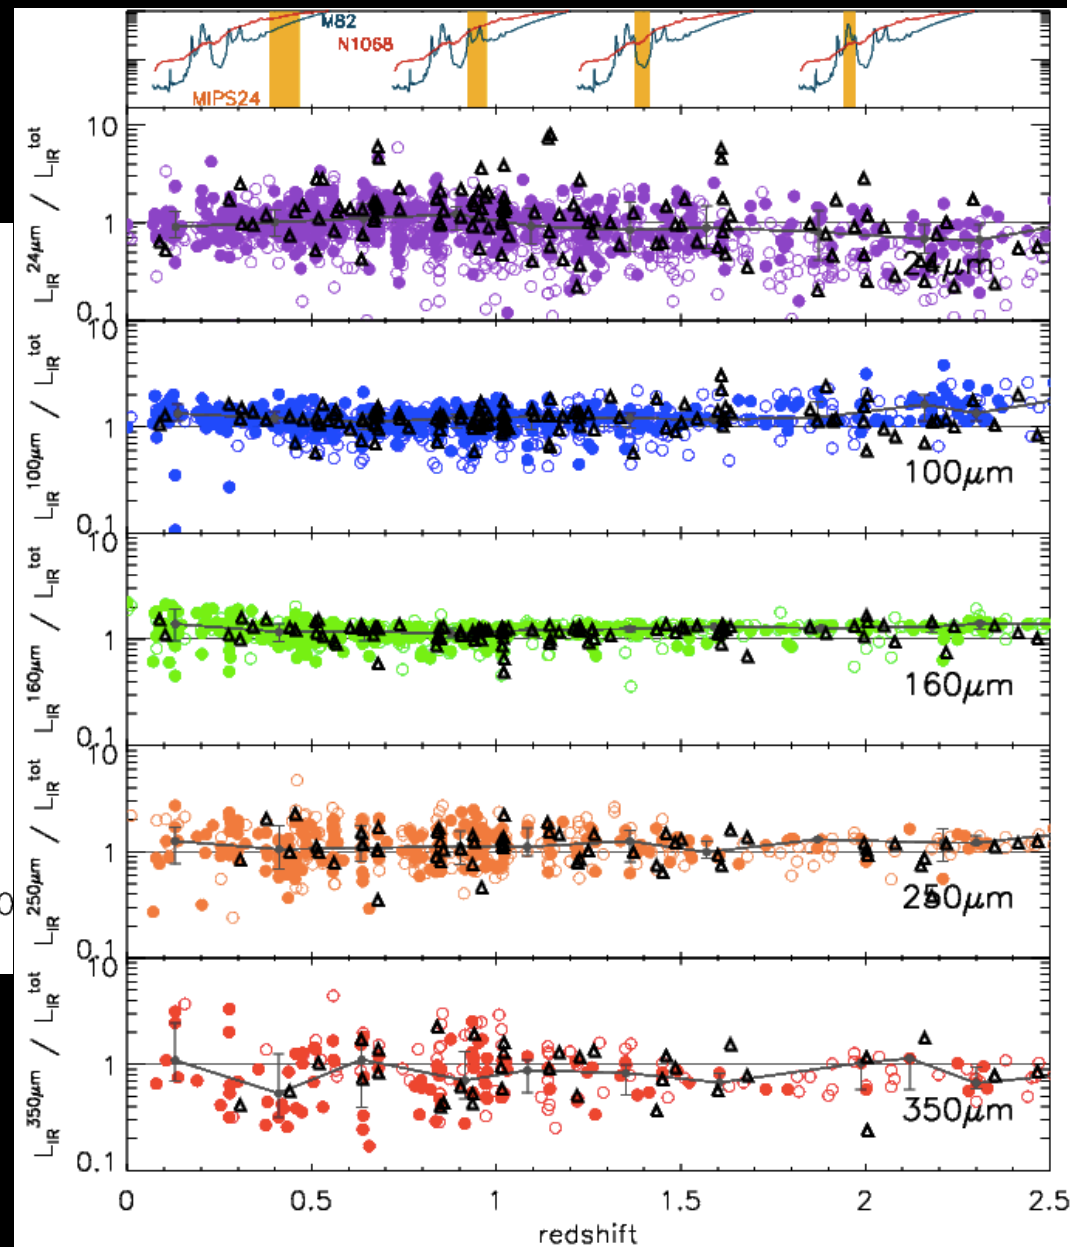 M82
N1068
MIPS24
10
1
0.1
L_IR 24μm / L_IR tot
24μm
10
1
0.1
L_IR 100μm / L_IR tot
100μm
10
1
0.1
L_IR 160μm / L_IR tot
160μm
10
1
0.1
L_IR 250μm / L_IR tot
250μm
10
1
0.1
L_IR 350μm / L_IR tot
350μm
0 0.5 1 1.5 2 2.5
redshift